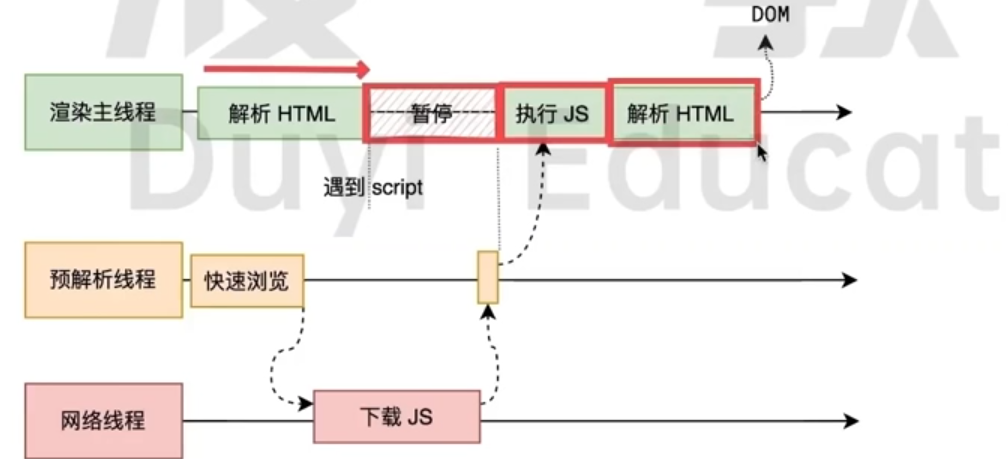 DOM
渲染主线程
解析 HTML
暂停
执行 JS
解析 HTML
遇到 script
Duyi Educat
预解析线程
快速浏览
网络线程
下载 JS